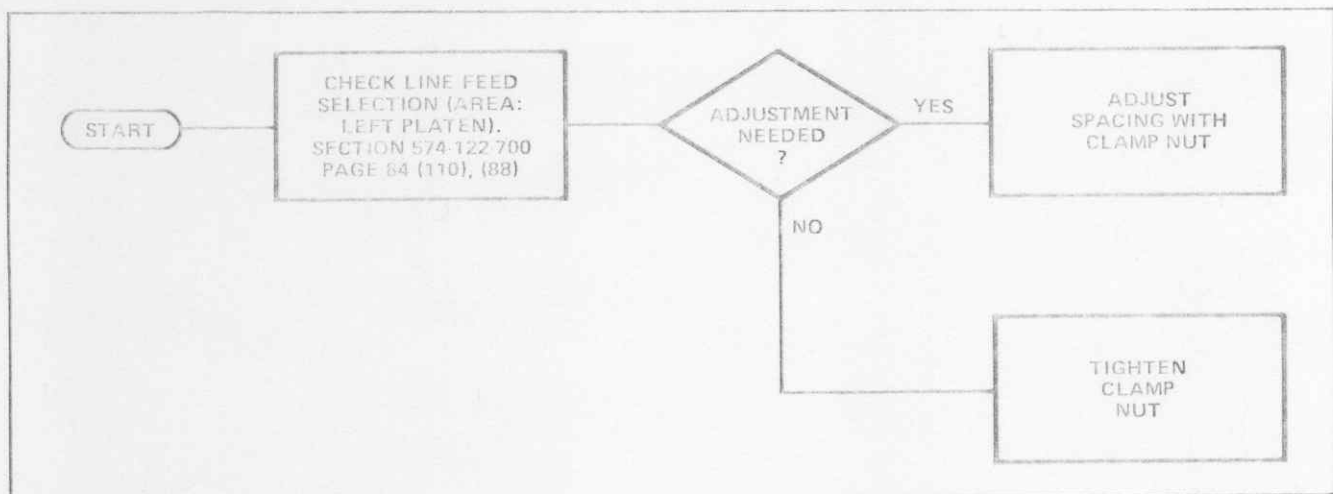 START
CHECK LINE FEED
SELECTION (AREA:
LEFT PLATEN).
SECTION 574-122-700
PAGE 84 (110), (88)
ADJUSTMENT
NEEDED
?
YES
ADJUST
SPACING WITH
CLAMP NUT
NO
TIGHTEN
CLAMP
NUT